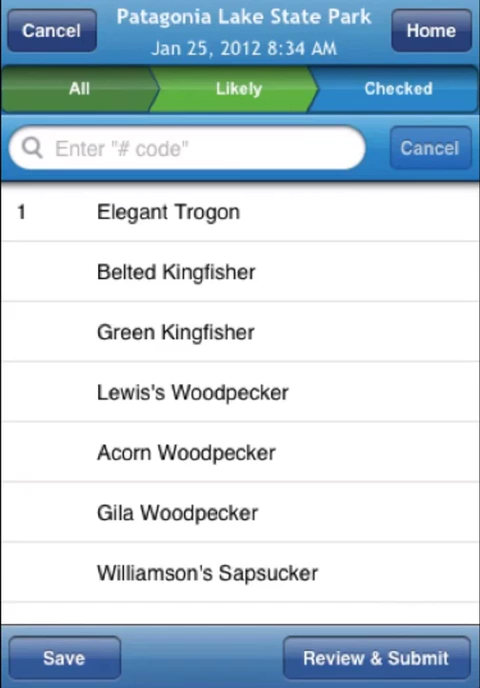 Cancel
Patagonia Lake State Park
Jan 25, 2012 8:34 AM
Home
All
Likely
Checked
Enter "# code"
Cancel
1 Elegant Trogon
Belted Kingfisher
Green Kingfisher
Lewis's Woodpecker
Acorn Woodpecker
Gila Woodpecker
Williamson's Sapsucker
Save
Review & Submit